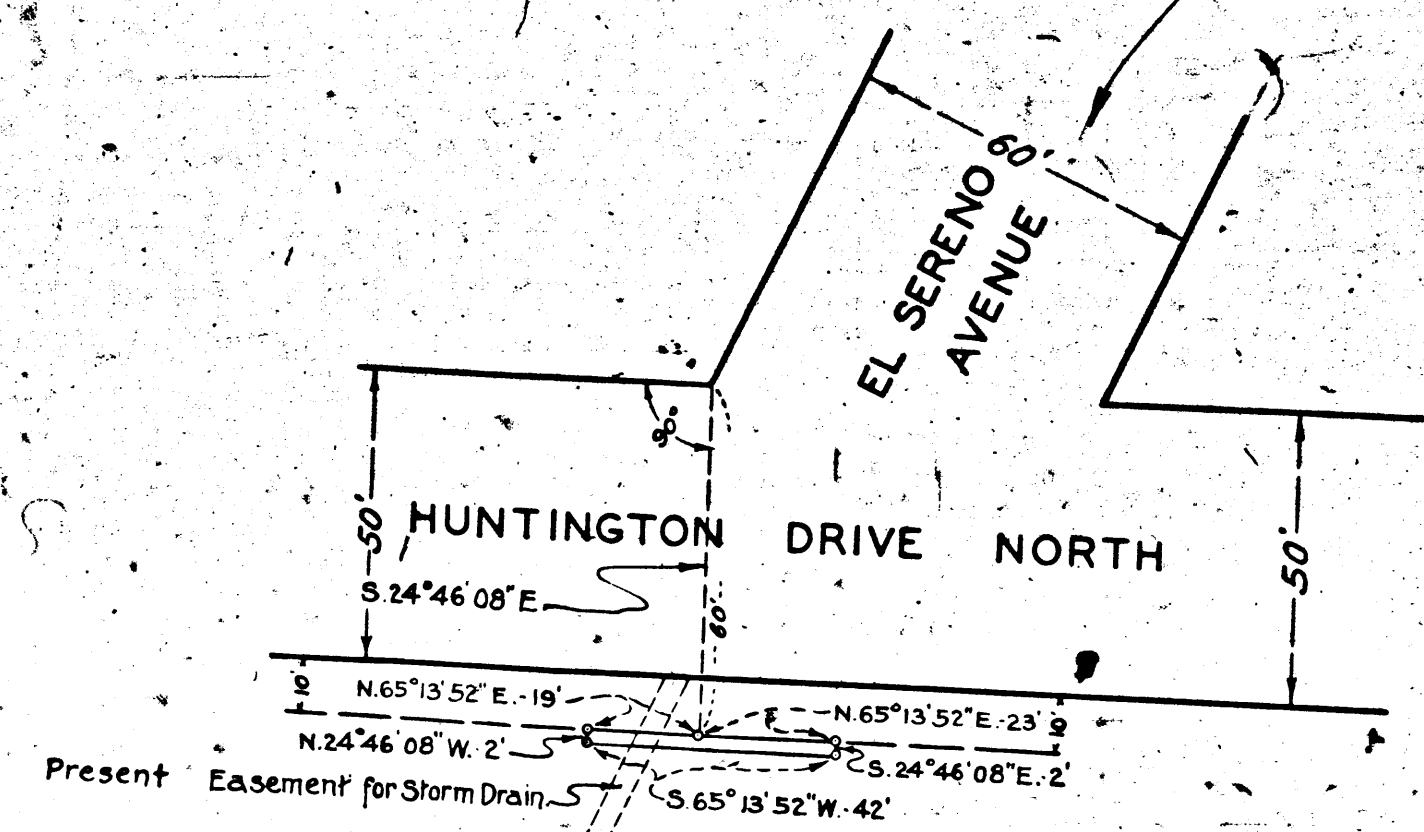 60'
EL SERENO
AVENUE
90°
50'
HUNTINGTON DRIVE NORTH
50'
S.24°46'08"E.
60'
10'
N.65°13'52"E.-19'
N.65°13'52"E.-23'
10'
N.24°46'08"W.-2'
S.24°46'08"E.-2'
Present Easement for Storm Drain
S.65°13'52"W.-42'